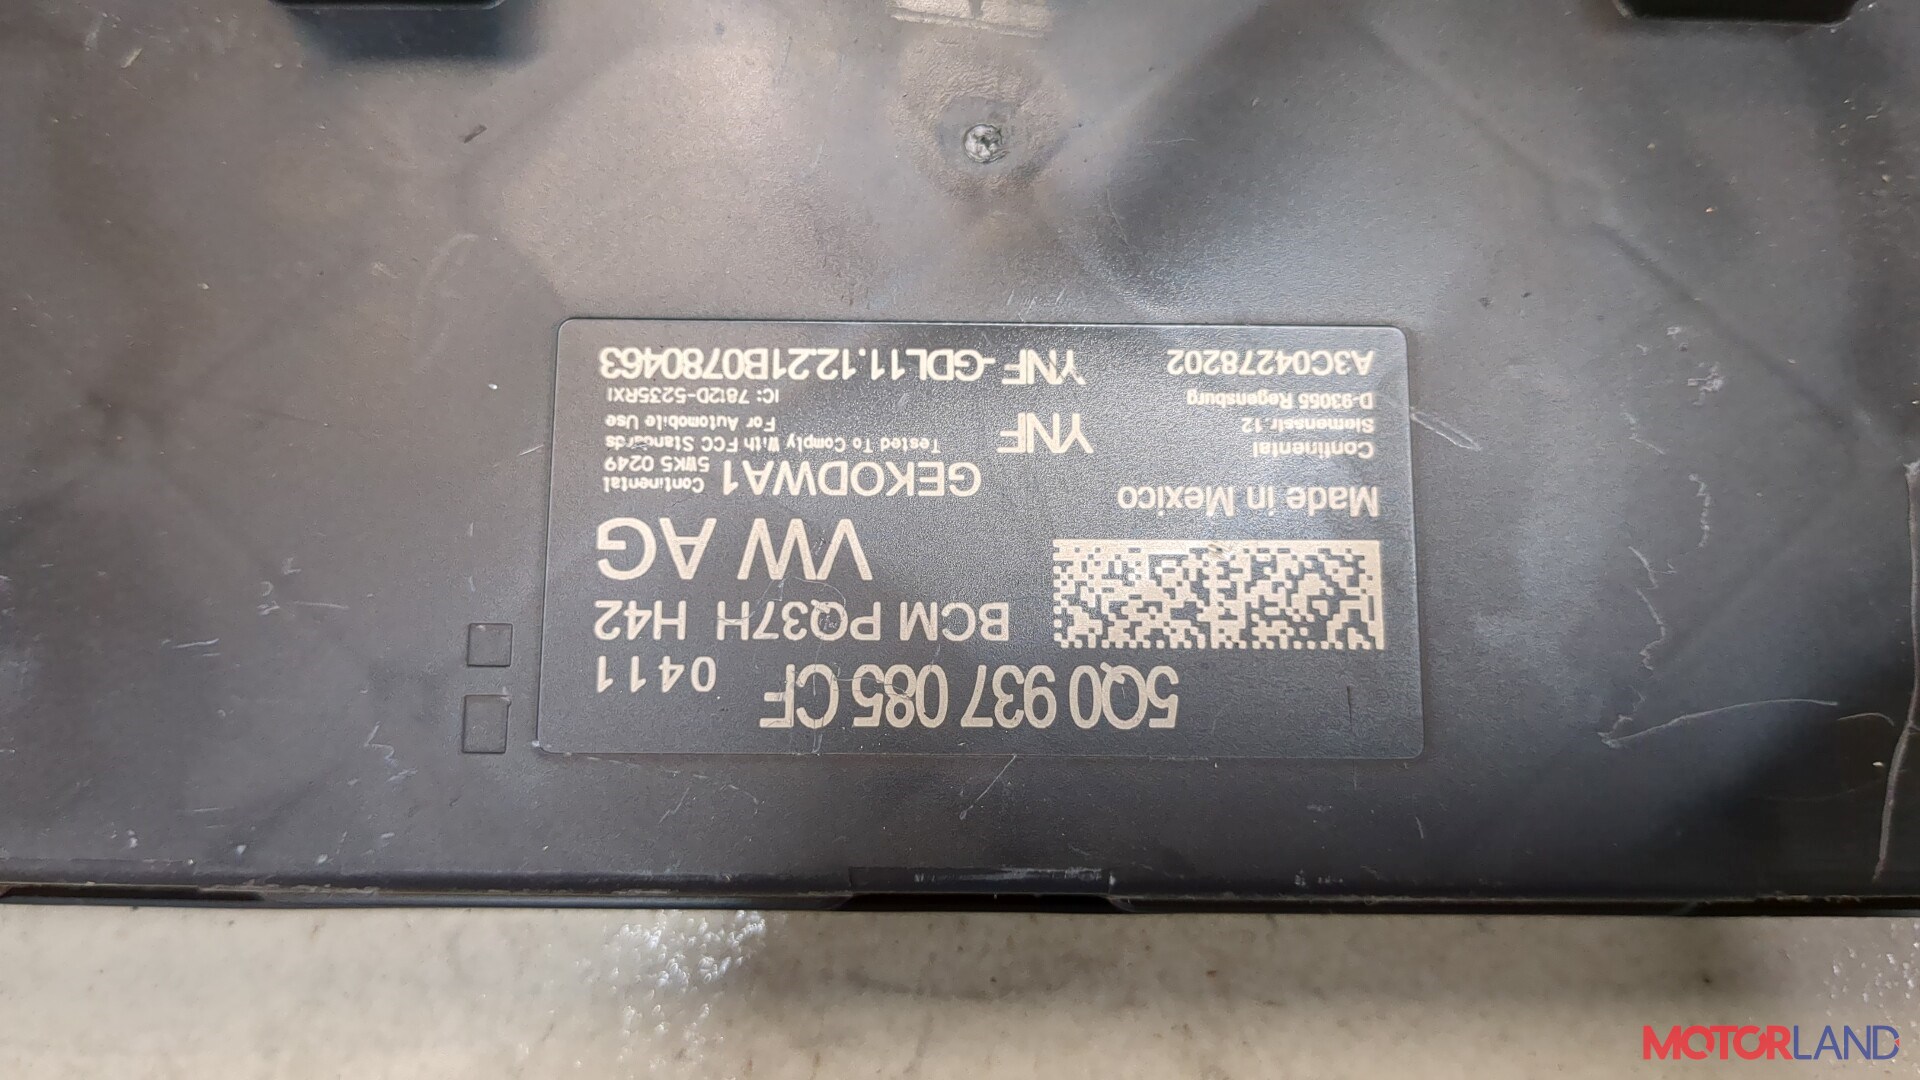 5Q0 937 085 CF 0411
BCM PQ37H H42
VW AG
Made in Mexico
Continental
Siemensstr.12
D-93055 Regensburg
A3C04278202
GEKODWA1
Continental
5WK5 0249
YNF
Tested To Comply With FCC Standards
For Automobile Use
IC: 7812D-5235RXI
YNF -GDL11.12.21B0780463
MOTORLAND